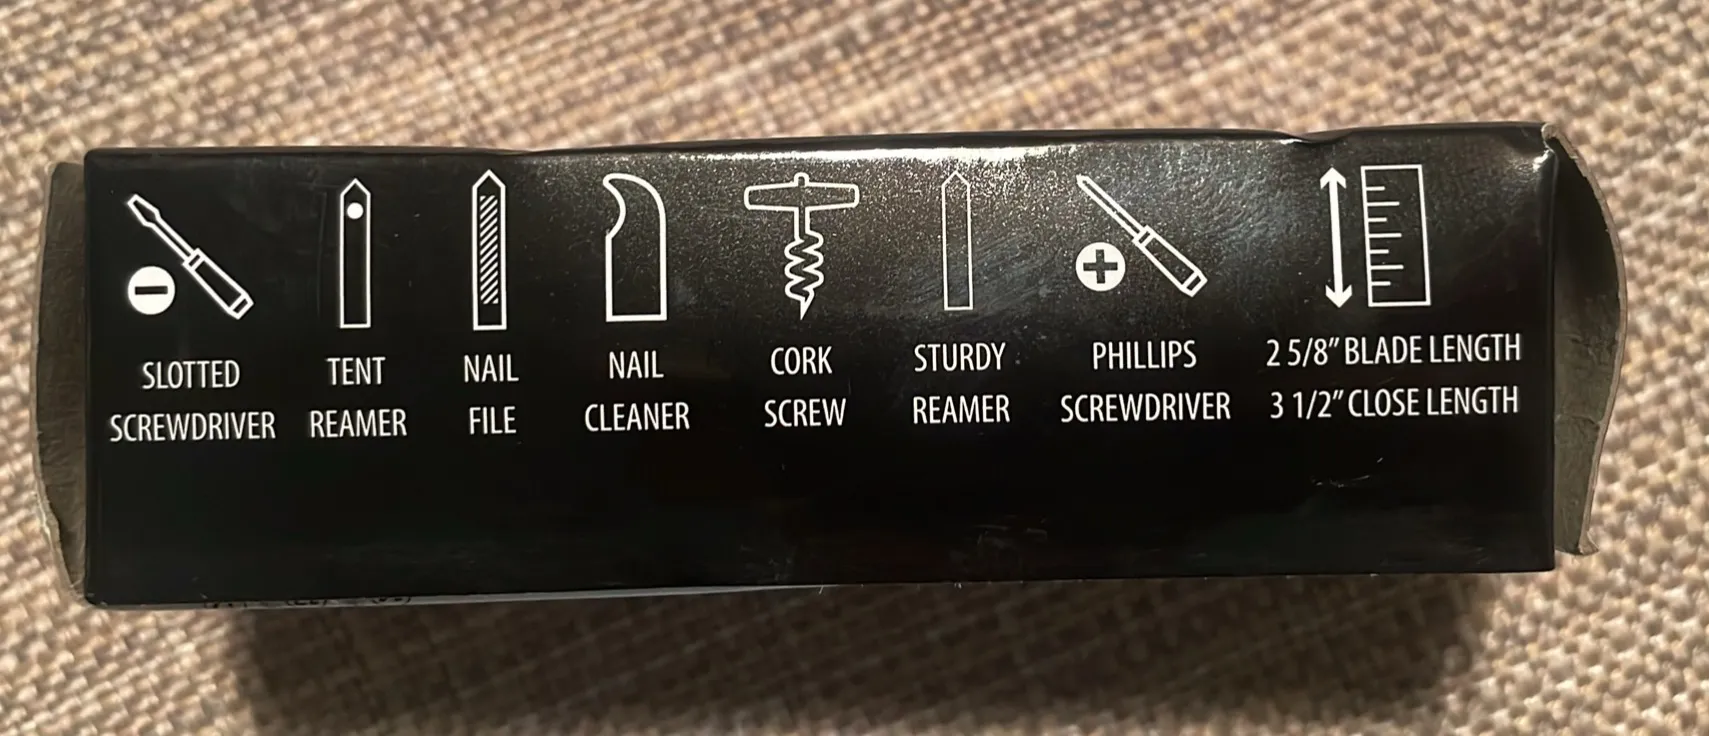 SLOTTED
SCREWDRIVER
TENT
REAMER
NAIL
FILE
NAIL
CLEANER
CORK
SCREW
STURDY
REAMER
PHILLIPS
SCREWDRIVER
2 5/8" BLADE LENGTH
3 1/2" CLOSE LENGTH